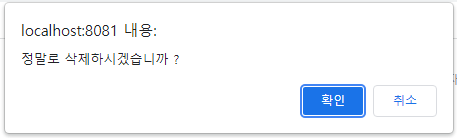 localhost:8081 내용:
정말로 삭제하시겠습니까 ?
확인
취소